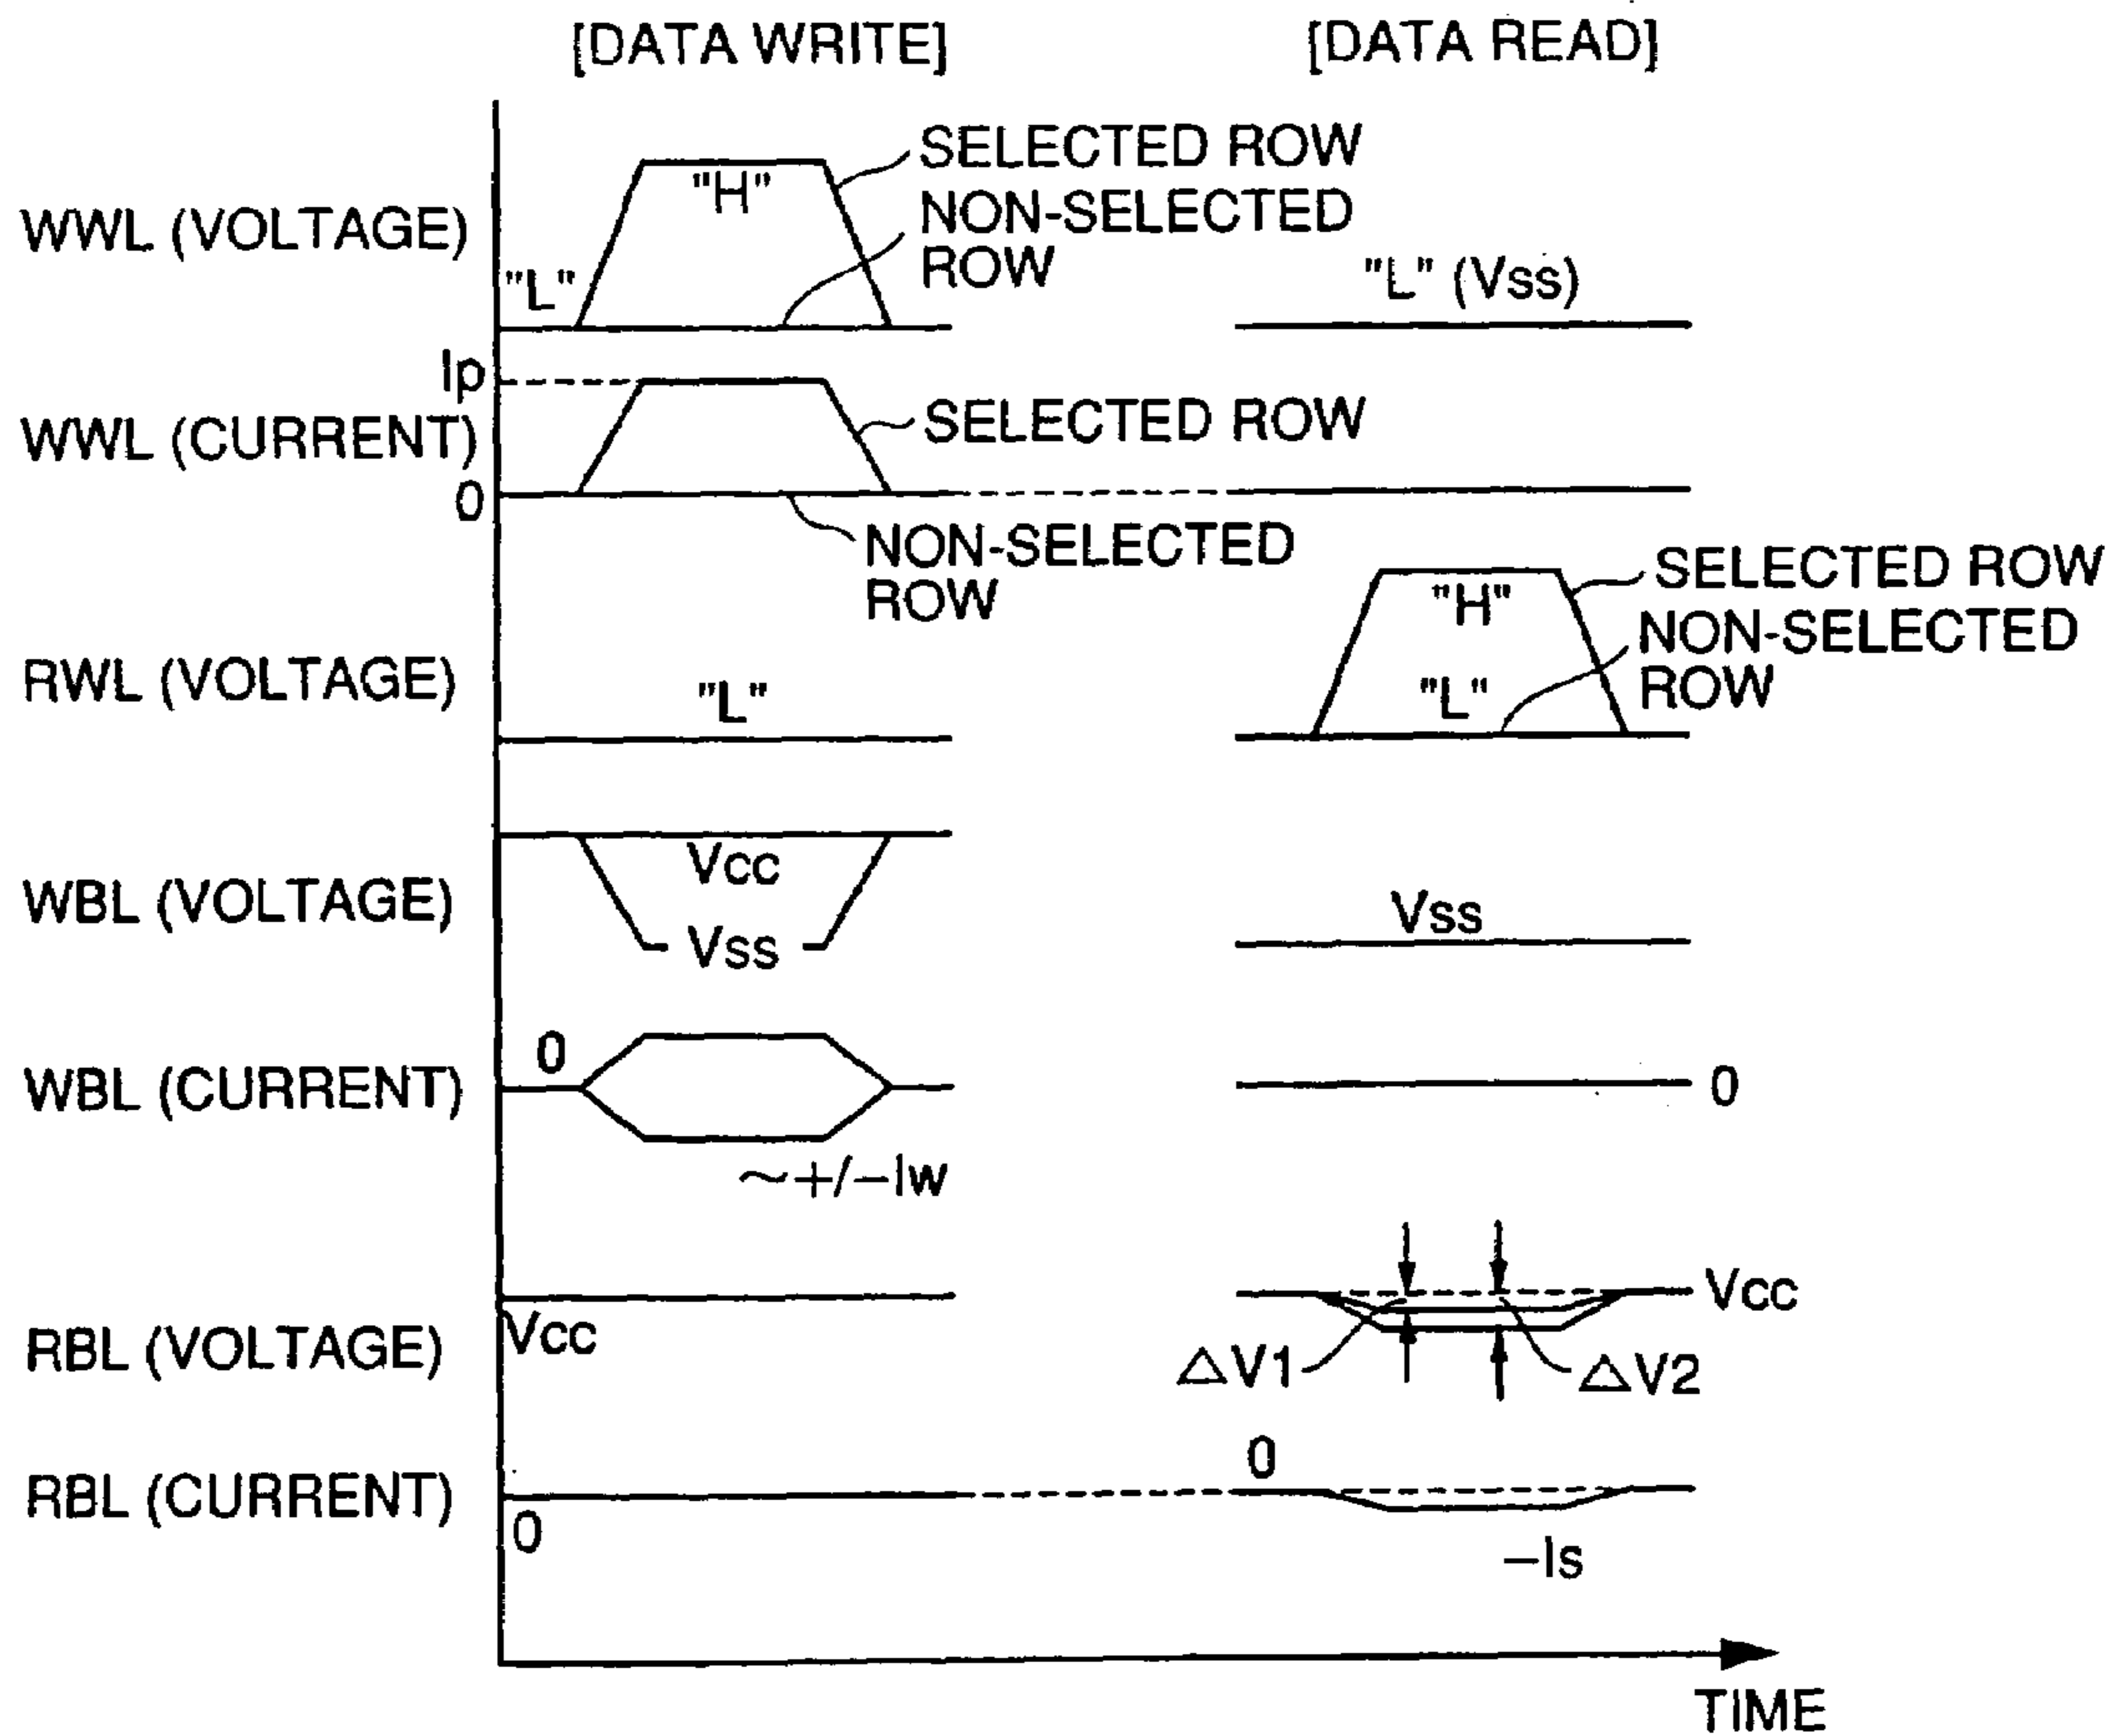 [DATA WRITE]
[DATA READ]
WWL (VOLTAGE)
"L"
"H"
SELECTED ROW
NON-SELECTED
ROW
"L" (Vss)
Ip
WWL (CURRENT)
0
SELECTED ROW
NON-SELECTED
ROW
RWL (VOLTAGE)
"L"
"H"
"L"
SELECTED ROW
NON-SELECTED
ROW
WBL (VOLTAGE)
Vcc
Vss
Vss
WBL (CURRENT)
0
~+/−Iw
0
RBL (VOLTAGE)
Vcc
△V1
△V2
Vcc
RBL (CURRENT)
0
0
−Is
TIME